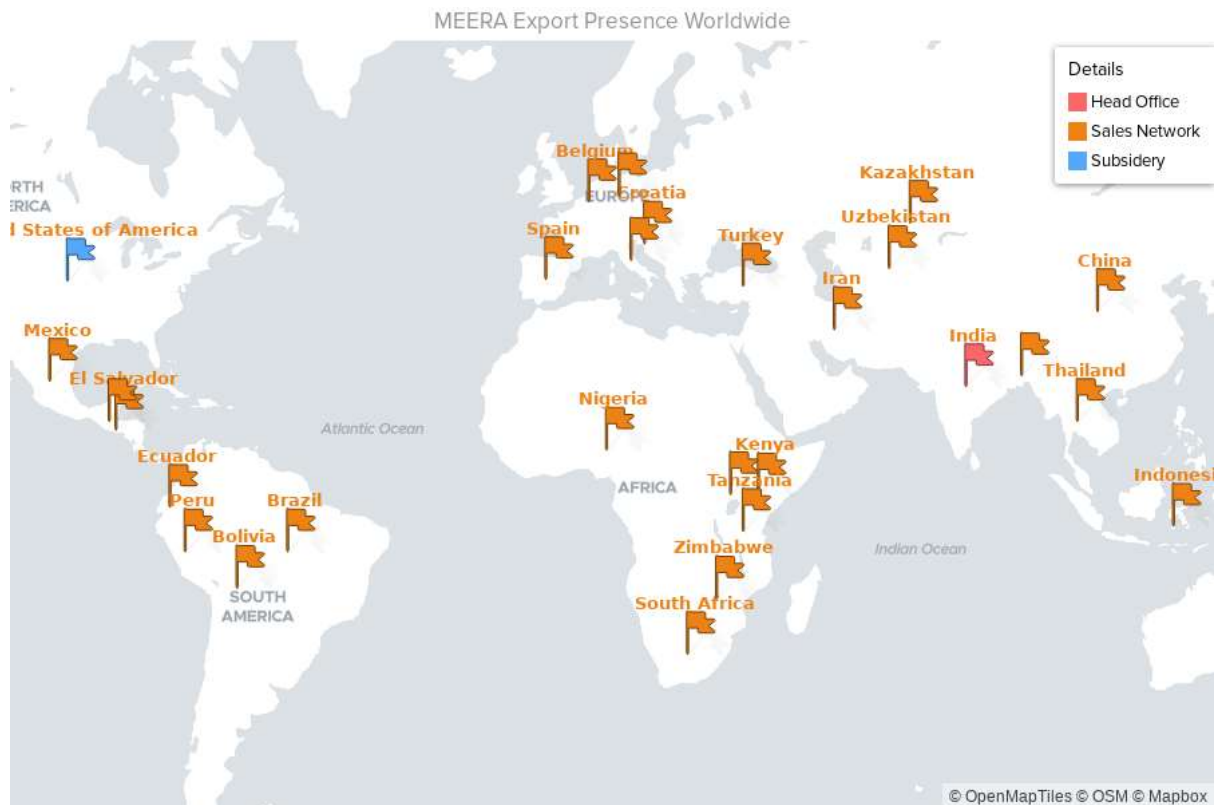 MEERA Export Presence Worldwide
Details
Head Office
Sales Network
Subsidery
Belgium
EUROPE
Croatia
Kazakhstan
RTH
ERICA
d States of America
Spain
Turkey
Uzbekistan
Iran
China
Mexico
India
El Salvador
Thailand
Nigeria
Atlantic Ocean
Kenya
Ecuador
AFRICA
Tanzania
Indonesi
Peru
Brazil
Bolivia
Zimbabwe
Indian Ocean
SOUTH
AMERICA
South Africa
© OpenMapTiles © OSM © Mapbox